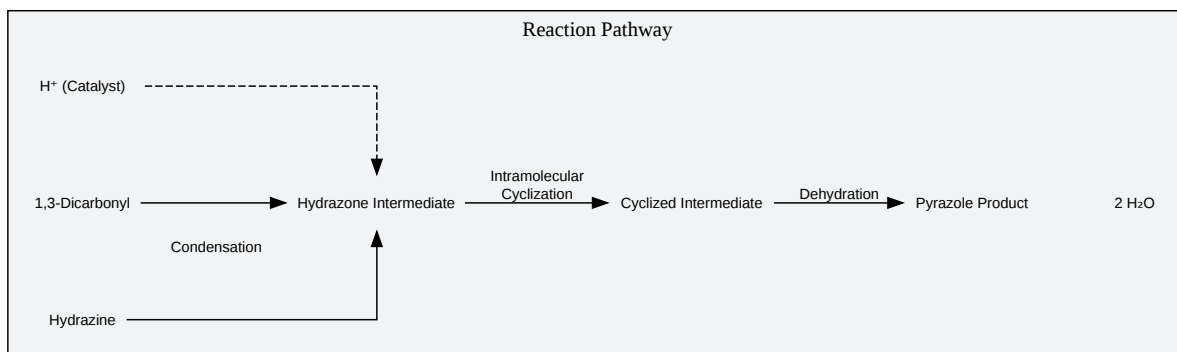 Reaction Pathway
H⁺ (Catalyst)
1,3-Dicarbonyl
Condensation
Hydrazine
Hydrazone Intermediate
Intramolecular
Cyclization
Cyclized Intermediate
Dehydration
Pyrazole Product
2 H₂O